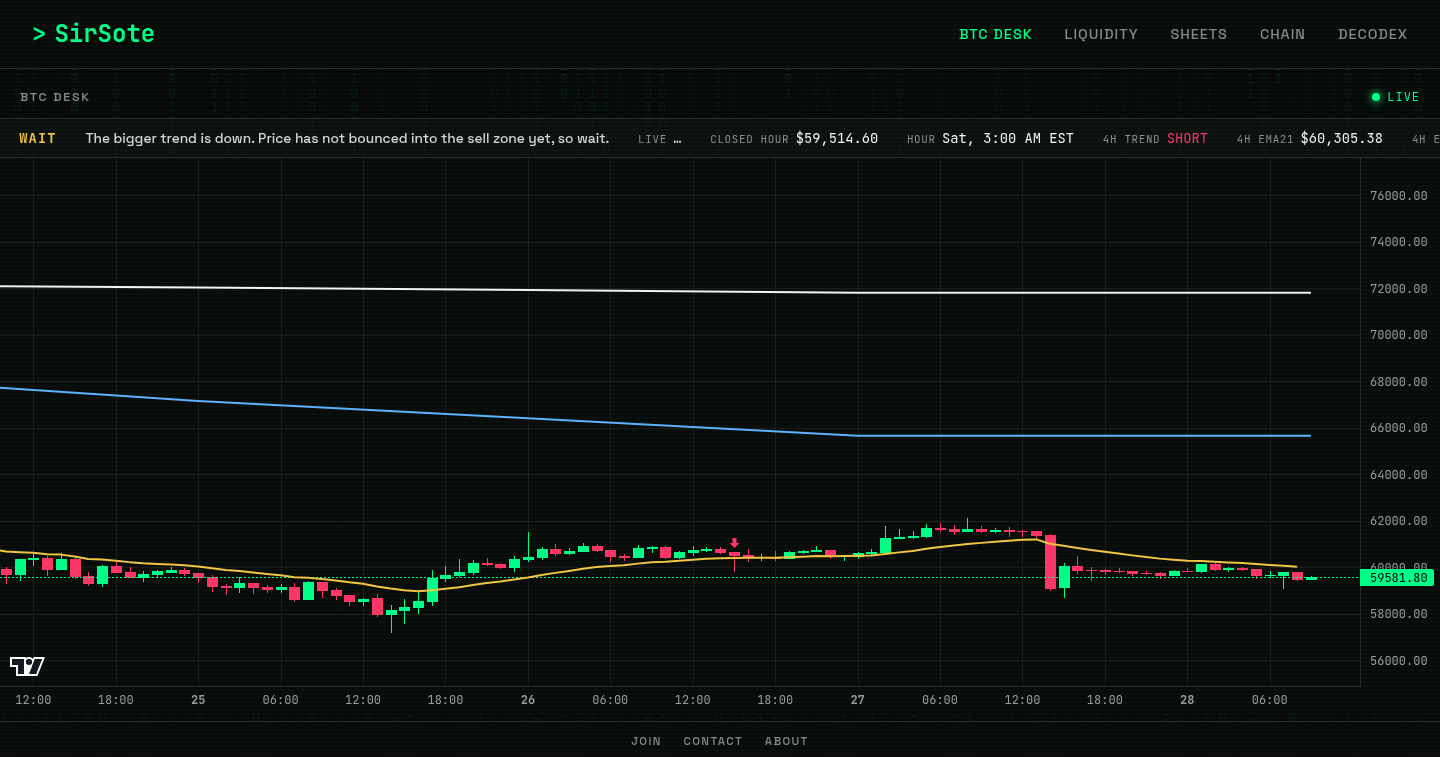 > SirSote
BTC DESK LIQUIDITY SHEETS CHAIN DECODEX
BTC DESK
LIVE
WAIT The bigger trend is down. Price has not bounced into the sell zone yet, so wait. LIVE … CLOSED HOUR $59,514.60 HOUR Sat, 3:00 AM EST 4H TREND SHORT 4H EMA21 $60,305.38 4H E
76000.00
74000.00
72000.00
70000.00
68000.00
66000.00
64000.00
62000.00
60000.00
59581.80
58000.00
56000.00
12:00 18:00 25 06:00 12:00 18:00 26 06:00 12:00 18:00 27 06:00 12:00 18:00 28 06:00
JOIN CONTACT ABOUT